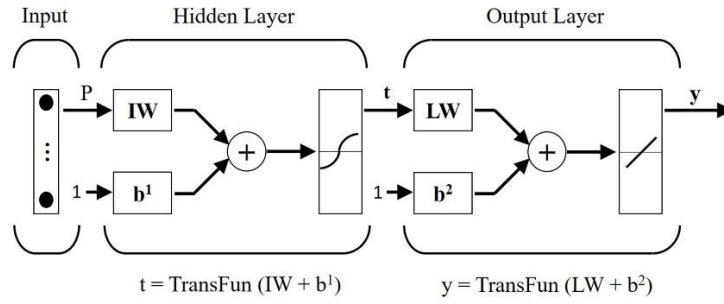 Input
Hidden Layer
Output Layer
P
IW
t
LW
y
+
+
1
b¹
1
b²
t = TransFun (IW + b¹)
y = TransFun (LW + b²)